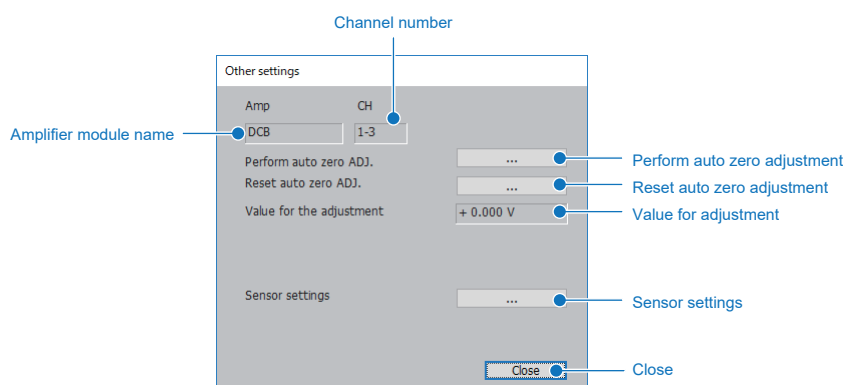 Channel number
Other settings
Amp CH
Amplifier module name DCB 1-3
Perform auto zero ADJ. ... Perform auto zero adjustment
Reset auto zero ADJ. ... Reset auto zero adjustment
Value for the adjustment + 0.000 V Value for adjustment
Sensor settings ... Sensor settings
Close Close